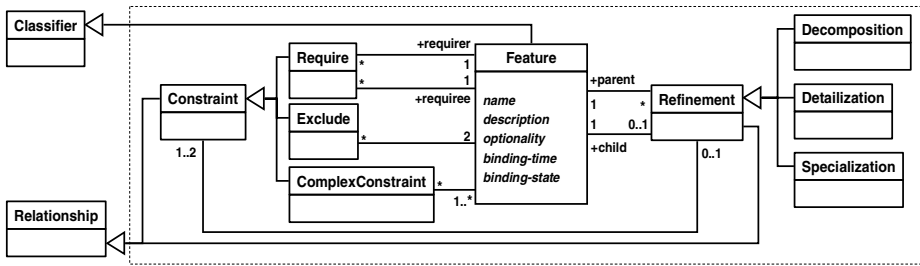 Classifier
Relationship
Constraint
1..2
Require
*
*
Exclude
*
ComplexConstraint
*
+requirer
1
1
+requiree
2
1..*
Feature
name
description
optionality
binding-time
binding-state
+parent
1
*
1
0..1
+child
Refinement
0..1
Decomposition
Detailization
Specialization